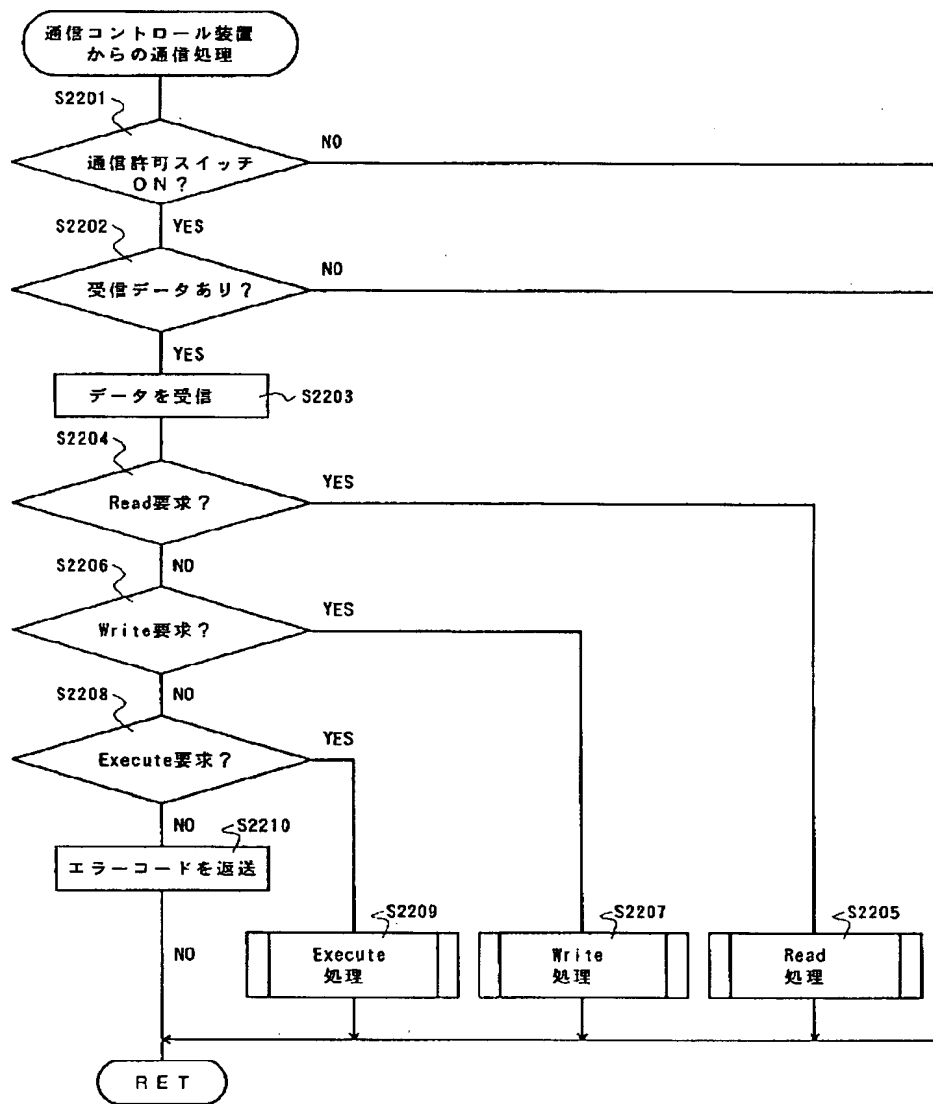 通信コントロール装置
からの通信処理
S2201
NO
通信許可スイッチ
ON?
YES
S2202
NO
受信データあり?
YES
データを受信
S2203
S2204
YES
Read要求?
NO
S2206
YES
Write要求?
NO
S2208
YES
Execute要求?
NO
S2210
エラーコードを返送
S2209
S2207
S2205
NO
Execute
処理
Write
処理
Read
処理
RET